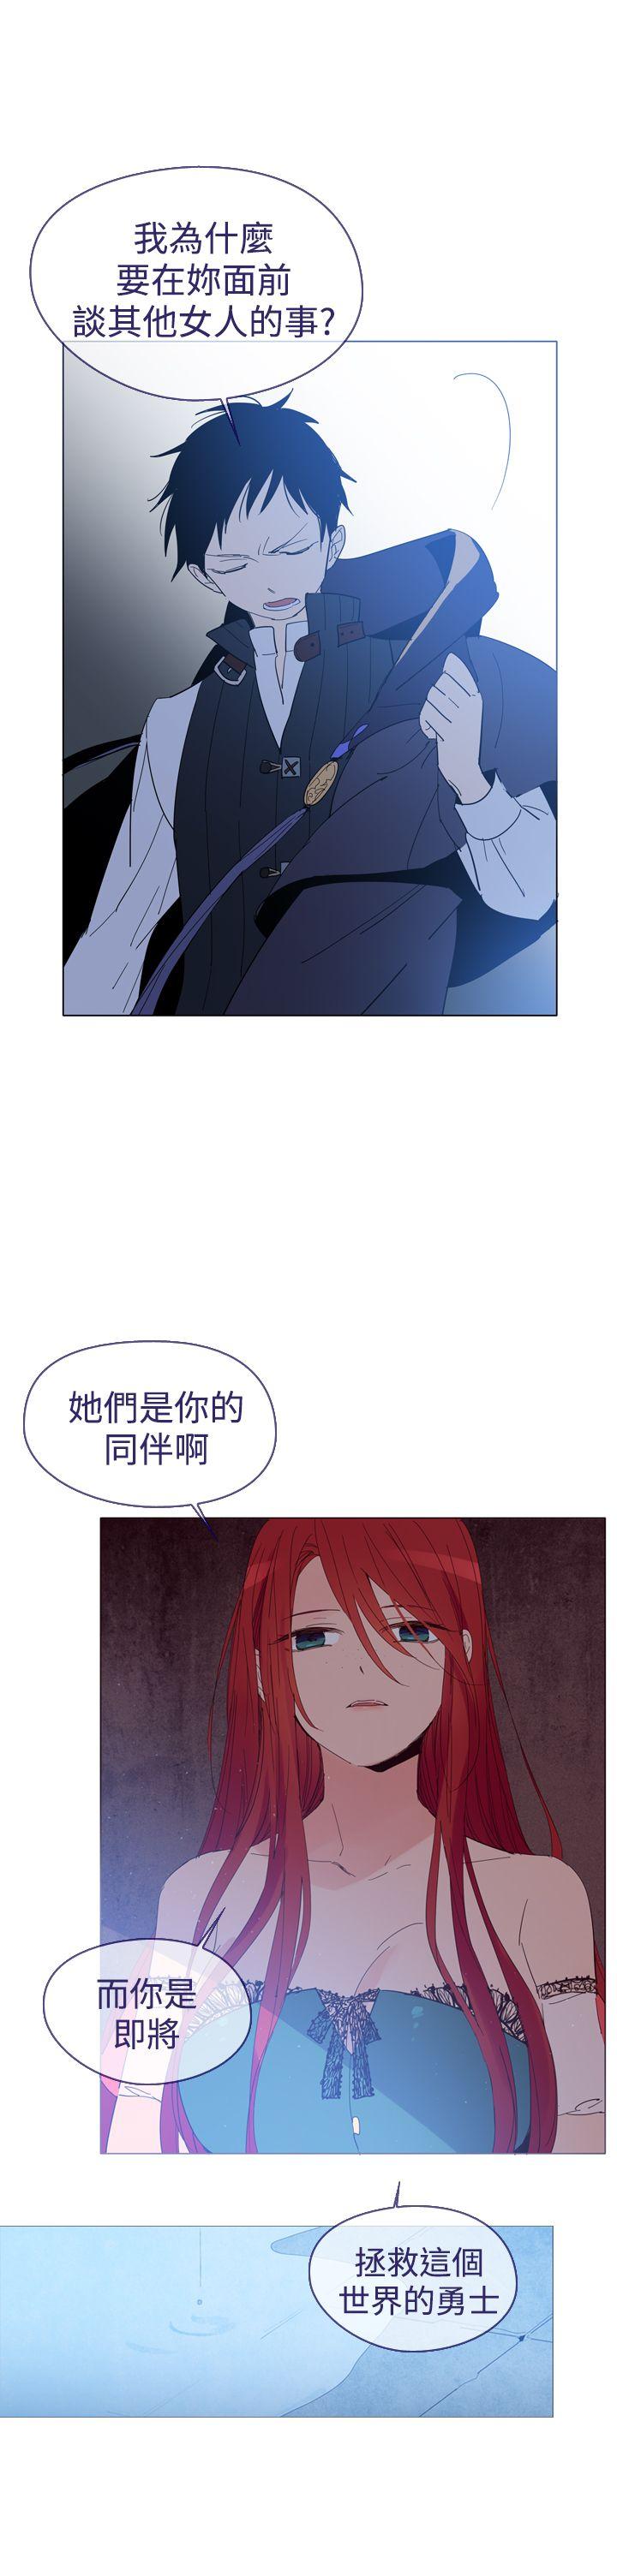 我為什麼
要在妳面前
談其他女人的事?
她們是你的
同伴啊
而你是
即將
拯救這個
世界的勇士